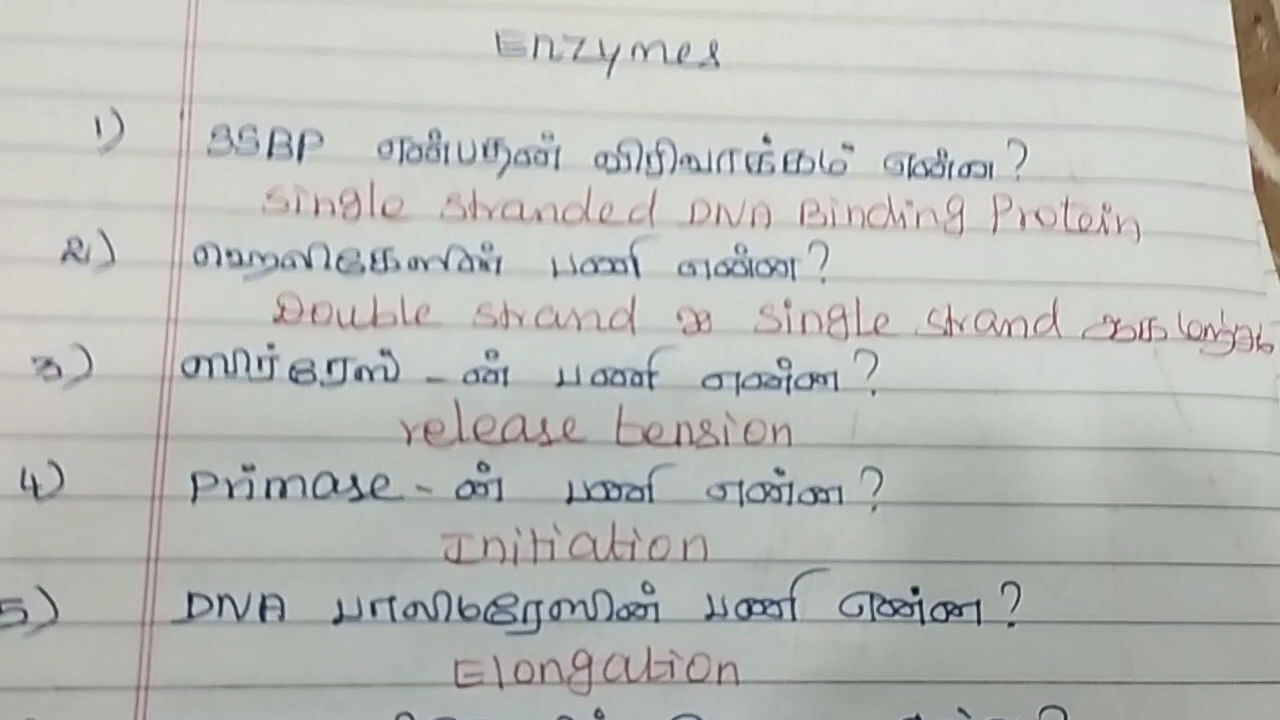 Enzymes
1) SSBP என்பதன் விரிவாக்கம் என்ன?
Single stranded DNA Binding Protein
2) ஹெலிகேஸின் பணி என்ன?
Double strand ஐ single strand ஆக
3) கைரேஸ் - ன் பணி என்ன?
release tension
4) Primase - ன் பணி என்ன?
Initiation
5) DNA பாலிமரேஸின் பணி என்ன?
Elongation